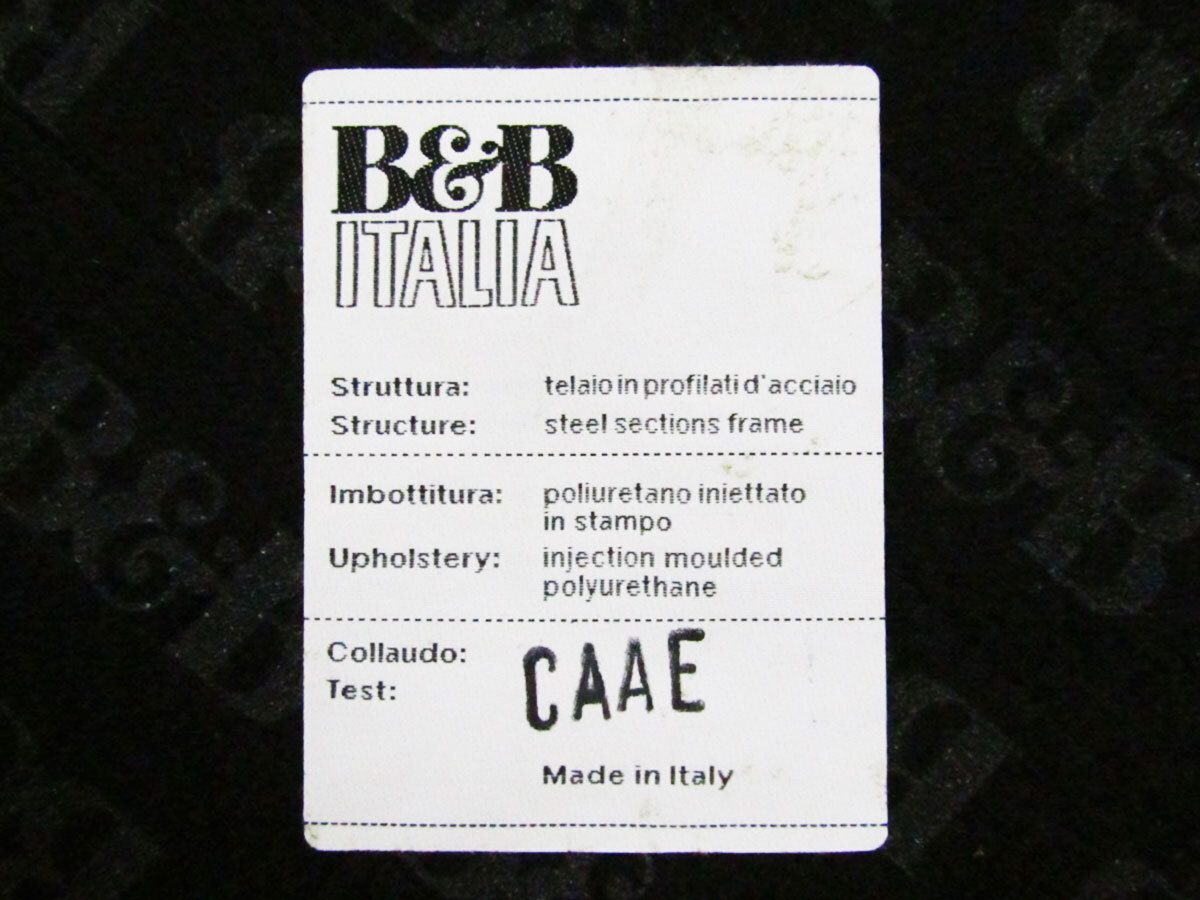 B&B
ITALIA
Struttura: telaio in profilati d'acciaio
Structure: steel sections frame
Imbottitura: poliuretano iniettato
in stampo
Upholstery: injection moulded
polyurethane
Collaudo:
Test:
CAAE
Made in Italy